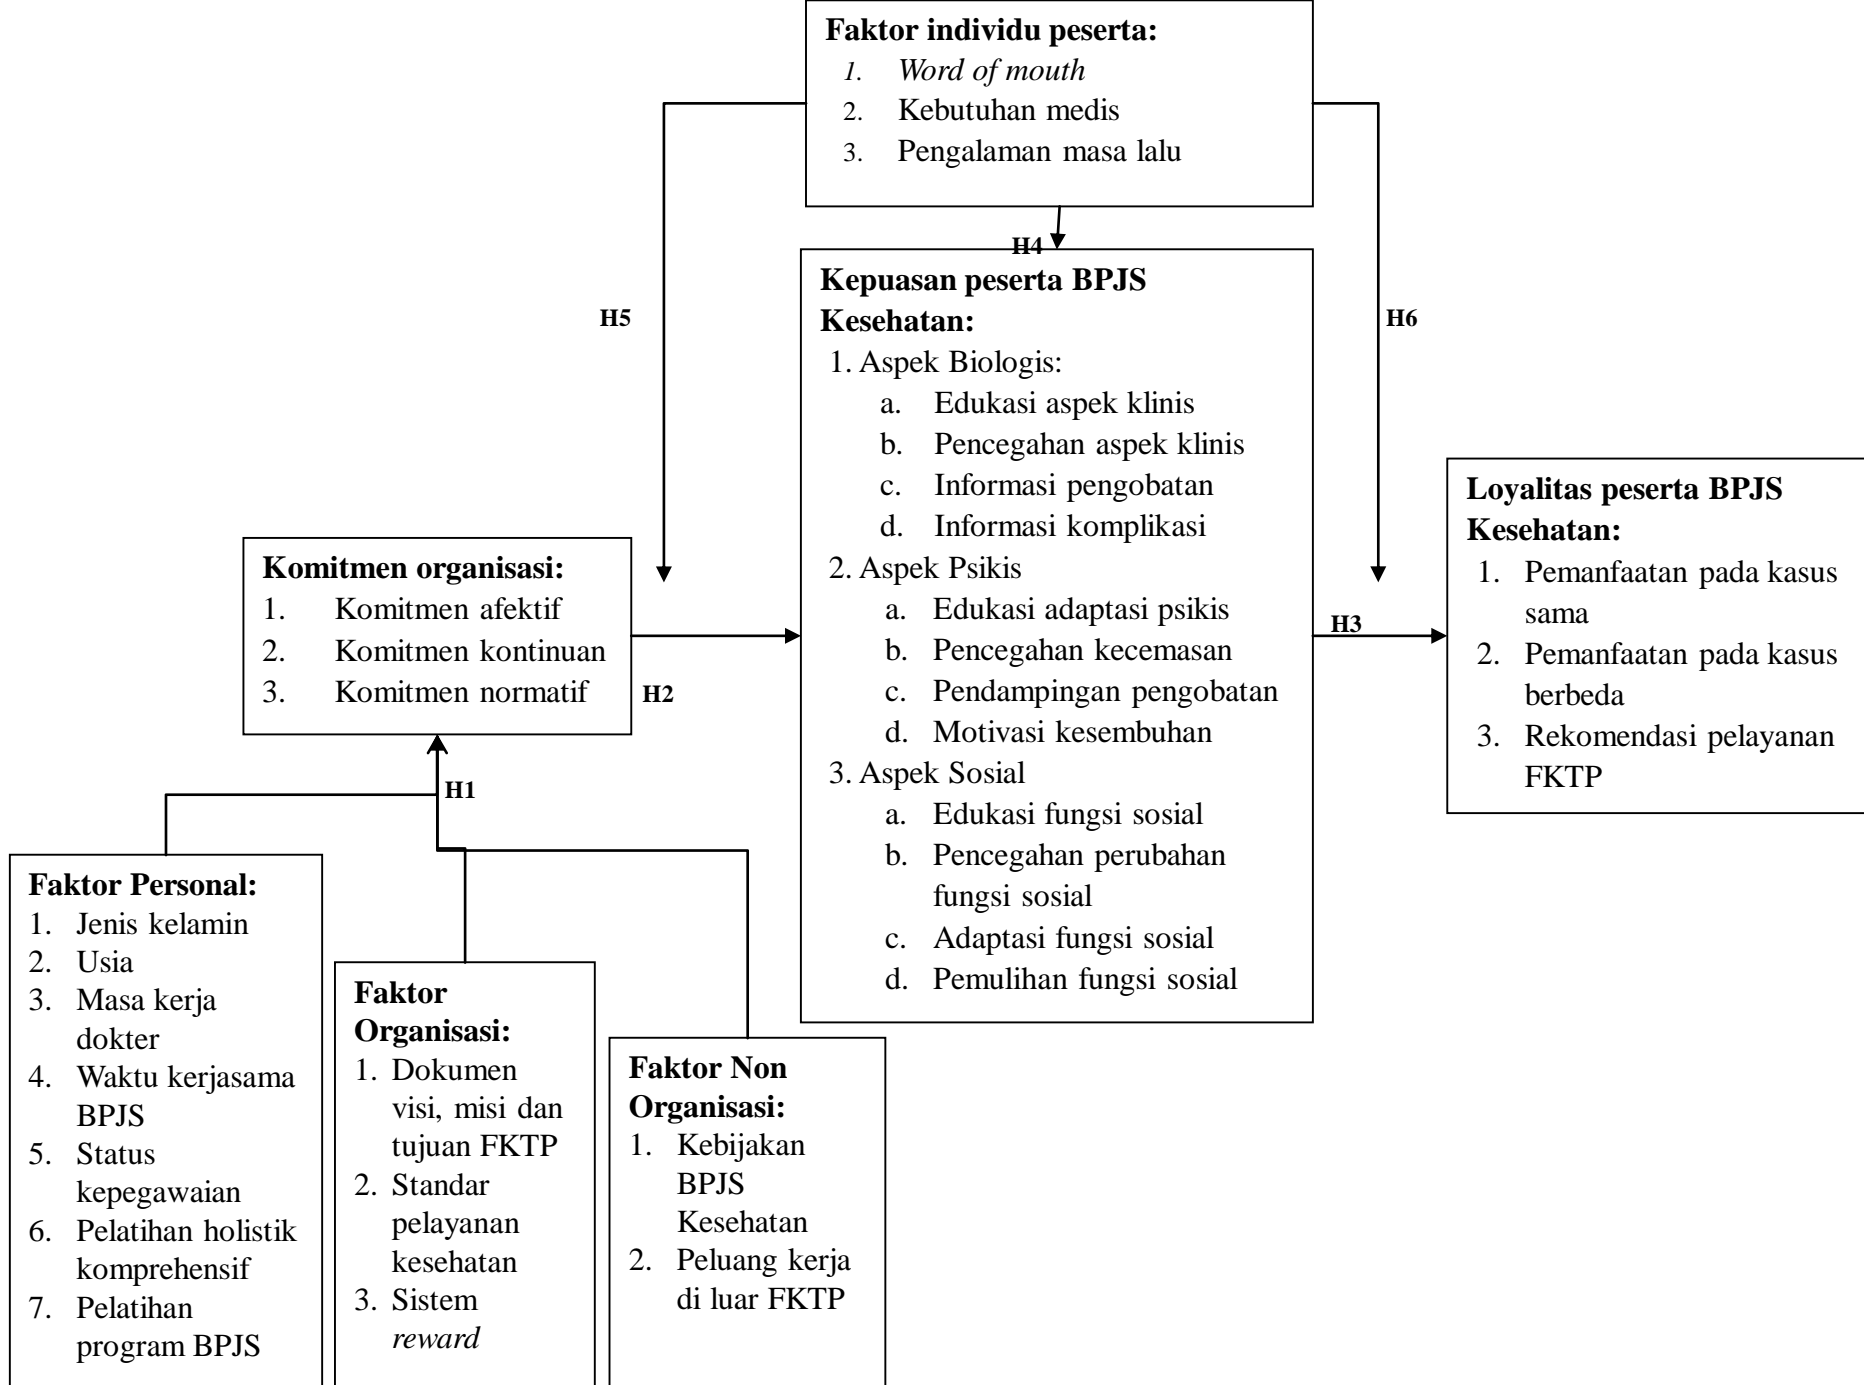 Faktor individu peserta:
1. Word of mouth
2. Kebutuhan medis
3. Pengalaman masa lalu
H4
Kepuasan peserta BPJS
Kesehatan:
1. Aspek Biologis:
a. Edukasi aspek klinis
b. Pencegahan aspek klinis
c. Informasi pengobatan
d. Informasi komplikasi
2. Aspek Psikis
a. Edukasi adaptasi psikis
b. Pencegahan kecemasan
c. Pendampingan pengobatan
d. Motivasi kesembuhan
3. Aspek Sosial
a. Edukasi fungsi sosial
b. Pencegahan perubahan
fungsi sosial
c. Adaptasi fungsi sosial
d. Pemulihan fungsi sosial
H5
H6
Loyalitas peserta BPJS
Kesehatan:
1. Pemanfaatan pada kasus
sama
2. Pemanfaatan pada kasus
berbeda
3. Rekomendasi pelayanan
FKTP
H3
Komitmen organisasi:
1. Komitmen afektif
2. Komitmen kontinuan
3. Komitmen normatif
H2
H1
Faktor Personal:
1. Jenis kelamin
2. Usia
3. Masa kerja
dokter
4. Waktu kerjasama
BPJS
5. Status
kepegawaian
6. Pelatihan holistik
komprehensif
7. Pelatihan
program BPJS
Faktor
Organisasi:
1. Dokumen
visi, misi dan
tujuan FKTP
2. Standar
pelayanan
kesehatan
3. Sistem
reward
Faktor Non
Organisasi:
1. Kebijakan
BPJS
Kesehatan
2. Peluang kerja
di luar FKTP